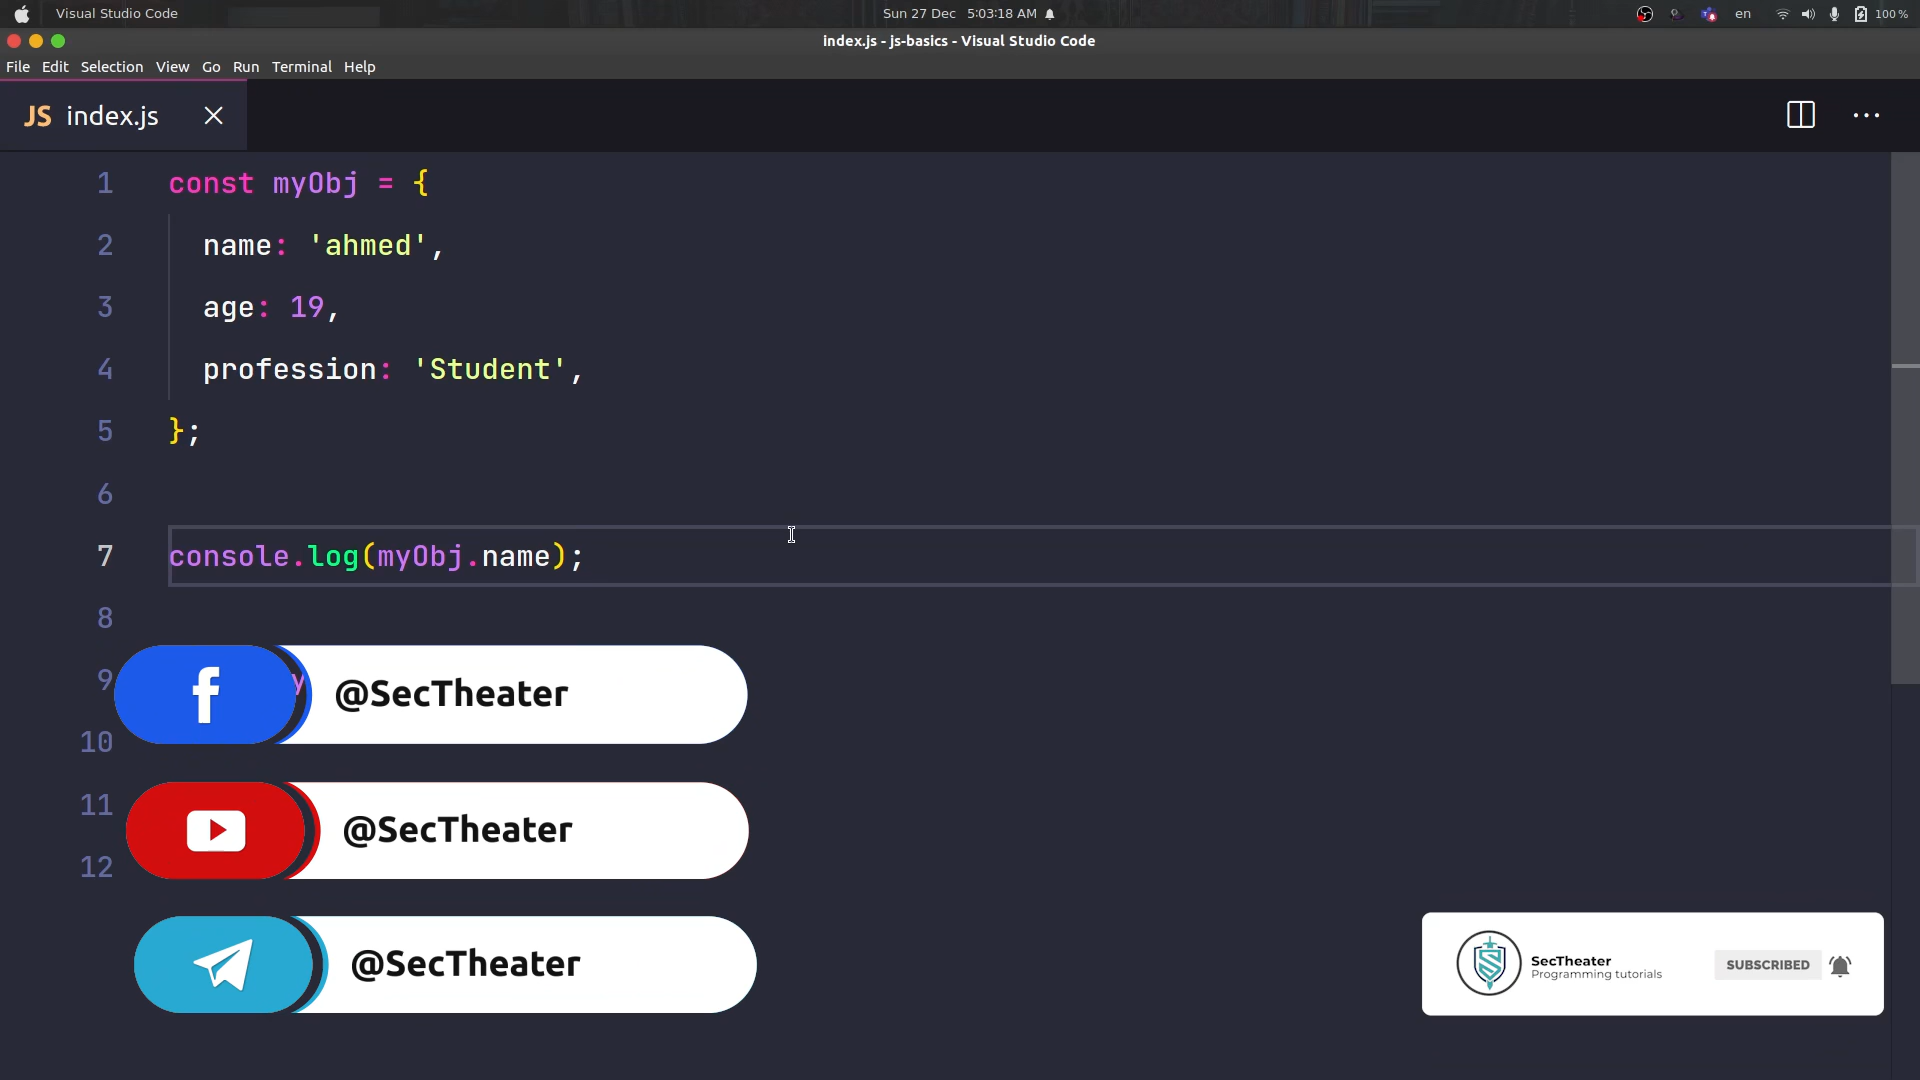 Visual Studio Code
Sun 27 Dec 5:03:18 AM
en
100 %
index.js - js-basics - Visual Studio Code
File Edit Selection View Go Run Terminal Help
JS index.js
1 const myObj = {
2 name: 'ahmed',
3 age: 19,
4 profession: 'Student',
5 };
6
7 console.log(myObj.name);
8
9 y
10
11
12
@SecTheater
@SecTheater
@SecTheater
SecTheater
Programming tutorials
SUBSCRIBED